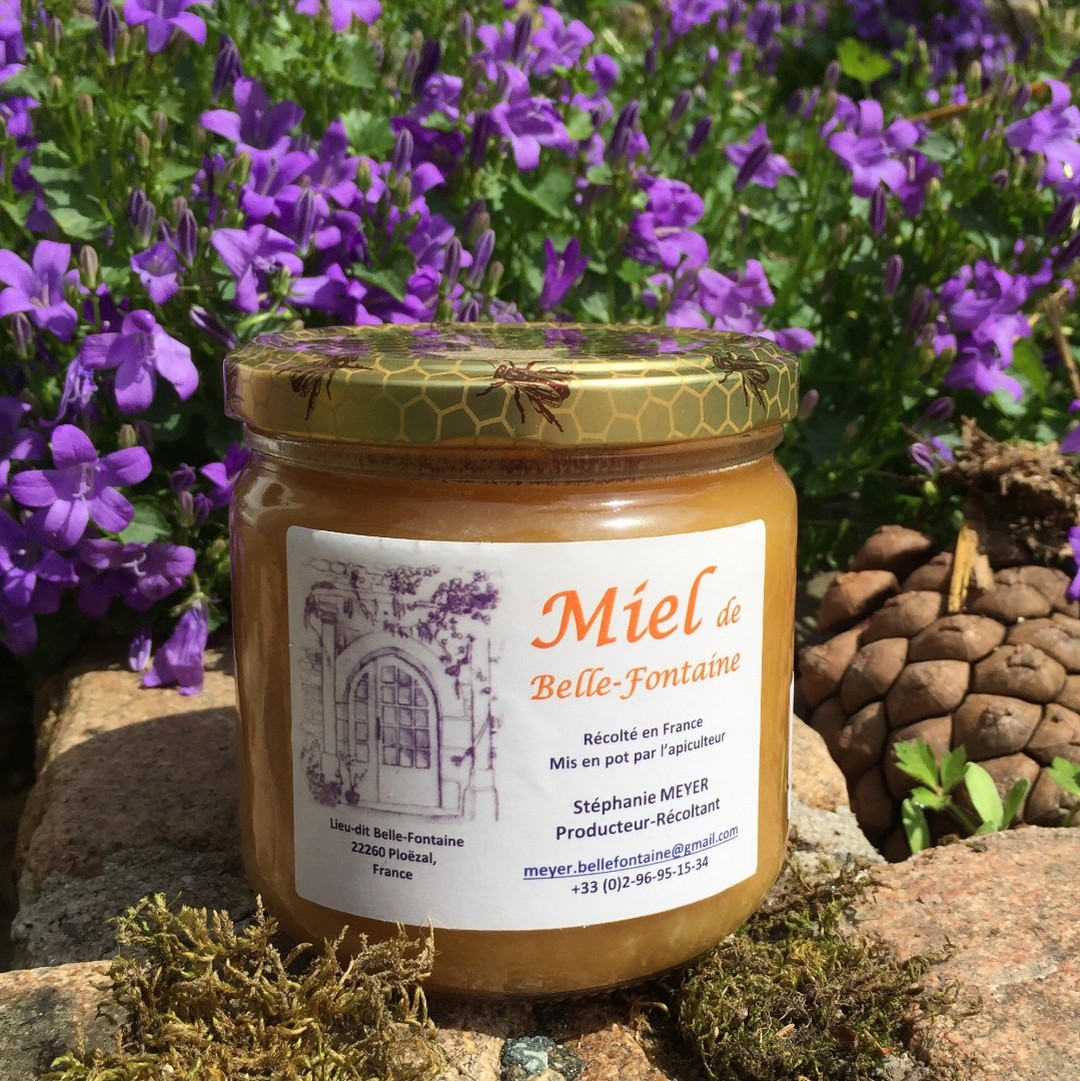 Miel de
Belle-Fontaine
Récolté en France
Mis en pot par l'apiculteur
Stéphanie MEYER
Producteur-Récoltant
meyer.bellefontaine@gmail.com
+33 (0)2-96-95-15-34
Lieu-dit Belle-Fontaine
22260 Ploëzal,
France